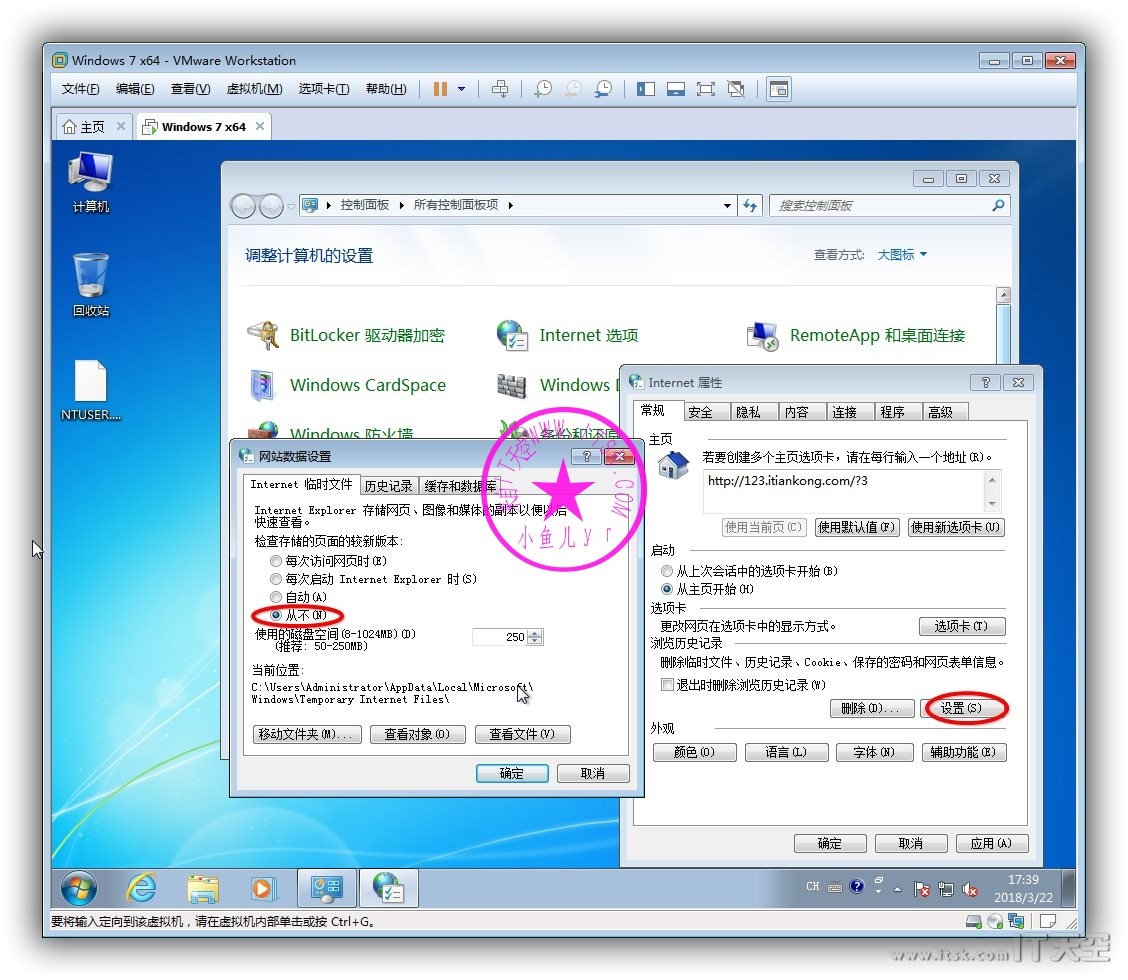 Windows 7 x64 - VMware Workstation
文件(F) 编辑(E) 查看(V) 虚拟机(M) 选项卡(T) 帮助(H)
主页 Windows 7 x64
计算机
回收站
NTUSER....
控制面板 所有控制面板项
搜索控制面板
调整计算机的设置
查看方式: 大图标
BitLocker 驱动器加密 Internet 选项 RemoteApp 和桌面连接
Windows CardSpace Windows
Windows 防火墙 备份和还原
网站数据设置
Internet 临时文件 历史记录 缓存和数据库
Internet Explorer 存储网页、图像和媒体的副本以便以后
快速查看。
检查存储的页面的较新版本:
每次访问网页时(E)
每次启动 Internet Explorer 时(S)
自动(A)
从不(N)
使用的磁盘空间(8-1024MB)(D)
(推荐: 50-250MB)
250
当前位置:
C:\Users\Administrator\AppData\Local\Microsoft\
Windows\Temporary Internet Files\
移动文件夹(M)... 查看对象(O) 查看文件(V)
确定 取消
Internet 属性
常规 安全 隐私 内容 连接 程序 高级
主页
若要创建多个主页选项卡，请在每行输入一个地址(R)。
http://123.itiankong.com/?3
使用当前页(C) 使用默认值(F) 使用新选项卡(U)
启动
从上次会话中的选项卡开始(B)
从主页开始(H)
选项卡
更改网页在选项卡中的显示方式。
选项卡(T)
浏览历史记录
删除临时文件、历史记录、Cookie、保存的密码和网页表单信息。
退出时删除浏览历史记录(W)
删除(D)... 设置(S)
外观
颜色(O) 语言(L) 字体(N) 辅助功能(E)
确定 取消 应用(A)
小鱼儿yr
CH
17:39
2018/3/22
要将输入定向到该虚拟机，请在虚拟机内部单击或按 Ctrl+G。
www.itsk.com IT天空